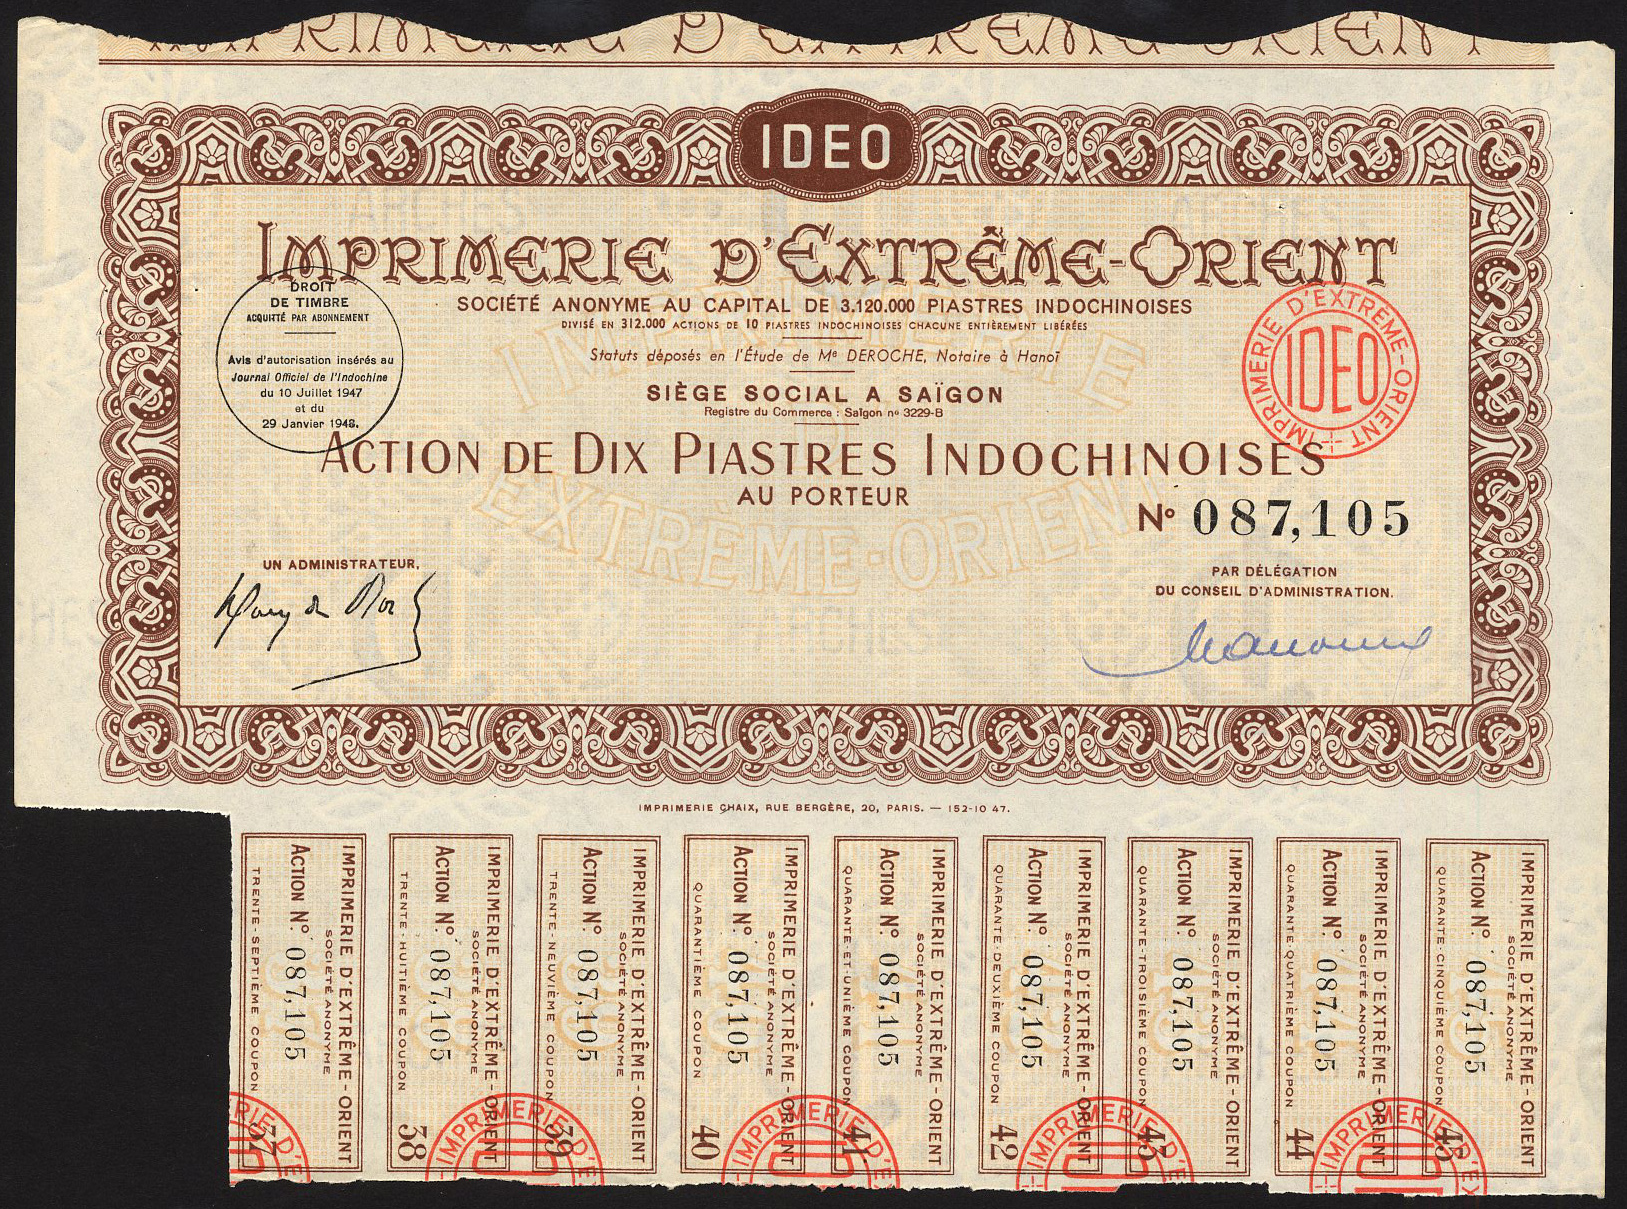 IMPRIMERIE D'EXTRÊME-ORIENT
IDEO
IMPRIMERIE D'EXTRÊME-ORIENT
SOCIÉTÉ ANONYME AU CAPITAL DE 3.120.000 PIASTRES INDOCHINOISES
DIVISÉ EN 312.000 ACTIONS DE 10 PIASTRES INDOCHINOISES CHACUNE ENTIÈREMENT LIBÉRÉES
Statuts déposés en l'Étude de Me DEROCHE, Notaire à Hanoï
SIÈGE SOCIAL A SAÏGON
Registre du Commerce : Saïgon no 3229-B
DROIT
DE TIMBRE
ACQUITTÉ PAR ABONNEMENT
Avis d'autorisation insérés au
Journal Officiel de l'Indochine
du 10 Juillet 1947
et du
29 Janvier 1948.
IMPRIMERIE D'EXTRÊME-ORIENT
IDEO
ACTION DE DIX PIASTRES INDOCHINOISES
AU PORTEUR
No 087,105
IMPRIMERIE
EXTRÊME-ORIENT
UN ADMINISTRATEUR,
PAR DÉLÉGATION
DU CONSEIL D'ADMINISTRATION.
IMPRIMERIE CHAIX, RUE BERGÈRE, 20, PARIS. — 152-10 47.
IMPRIMERIE D'EXTRÊME-ORIENT
SOCIÉTÉ ANONYME
ACTION No. 087,105
TRENTE-SEPTIÈME COUPON
37
IMPRIMERIE D'EXTRÊME-ORIENT
SOCIÉTÉ ANONYME
ACTION No. 087,105
TRENTE-HUITIÈME COUPON
38
IMPRIMERIE D'EXTRÊME-ORIENT
SOCIÉTÉ ANONYME
ACTION No. 087,105
TRENTE-NEUVIÈME COUPON
39
IMPRIMERIE D'EXTRÊME-ORIENT
SOCIÉTÉ ANONYME
ACTION No. 087,105
QUARANTIÈME COUPON
40
IMPRIMERIE D'EXTRÊME-ORIENT
SOCIÉTÉ ANONYME
ACTION No. 087,105
QUARANTE-ET-UNIÈME COUPON
41
IMPRIMERIE D'EXTRÊME-ORIENT
SOCIÉTÉ ANONYME
ACTION No. 087,105
QUARANTE-DEUXIÈME COUPON
42
IMPRIMERIE D'EXTRÊME-ORIENT
SOCIÉTÉ ANONYME
ACTION No. 087,105
QUARANTE-TROISIÈME COUPON
43
IMPRIMERIE D'EXTRÊME-ORIENT
SOCIÉTÉ ANONYME
ACTION No. 087,105
QUARANTE-QUATRIÈME COUPON
44
IMPRIMERIE D'EXTRÊME-ORIENT
SOCIÉTÉ ANONYME
ACTION No. 087,105
QUARANTE-CINQUIÈME COUPON
45